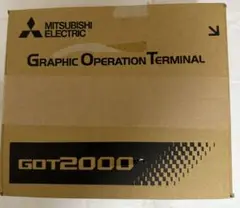 MITSUBISHI
ELECTRIC
GRAPHIC OPERATION TERMINAL
GOT2000